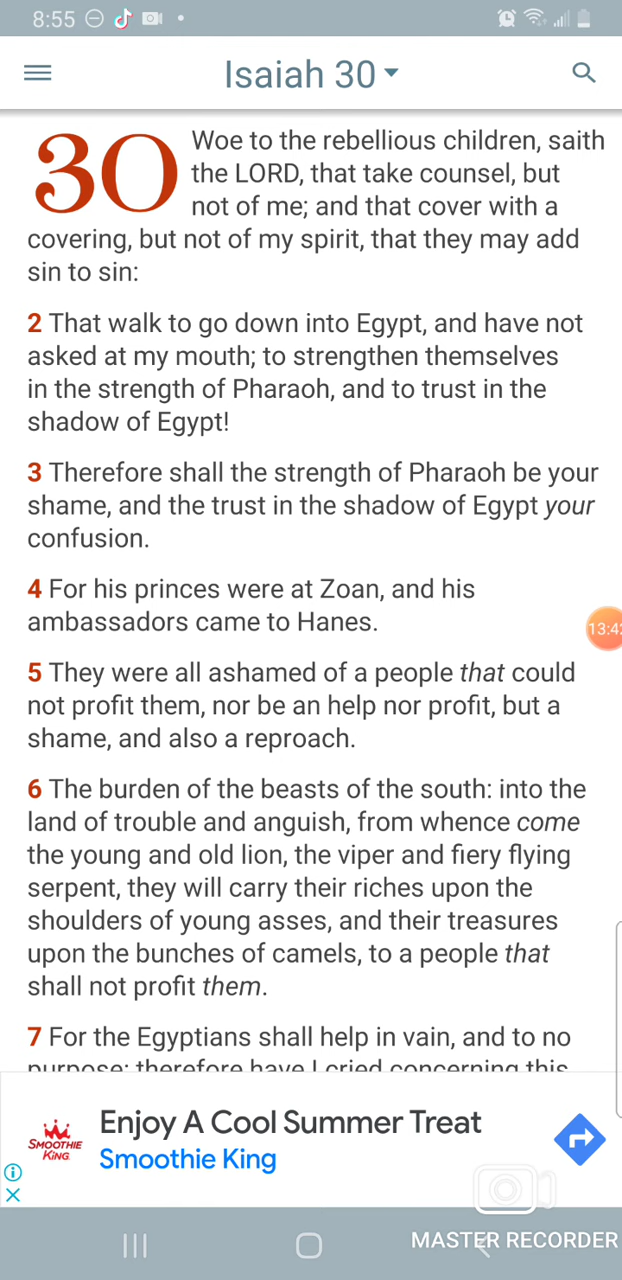 8:55
Isaiah 30
30 Woe to the rebellious children, saith
the LORD, that take counsel, but
not of me; and that cover with a
covering, but not of my spirit, that they may add
sin to sin:
2 That walk to go down into Egypt, and have not
asked at my mouth; to strengthen themselves
in the strength of Pharaoh, and to trust in the
shadow of Egypt!
3 Therefore shall the strength of Pharaoh be your
shame, and the trust in the shadow of Egypt your
confusion.
4 For his princes were at Zoan, and his
ambassadors came to Hanes.
13:4
5 They were all ashamed of a people that could
not profit them, nor be an help nor profit, but a
shame, and also a reproach.
6 The burden of the beasts of the south: into the
land of trouble and anguish, from whence come
the young and old lion, the viper and fiery flying
serpent, they will carry their riches upon the
shoulders of young asses, and their treasures
upon the bunches of camels, to a people that
shall not profit them.
7 For the Egyptians shall help in vain, and to no
purpose: therefore have I cried concerning this
Enjoy A Cool Summer Treat
SMOOTHIE
KING
Smoothie King
MASTER RECORDER